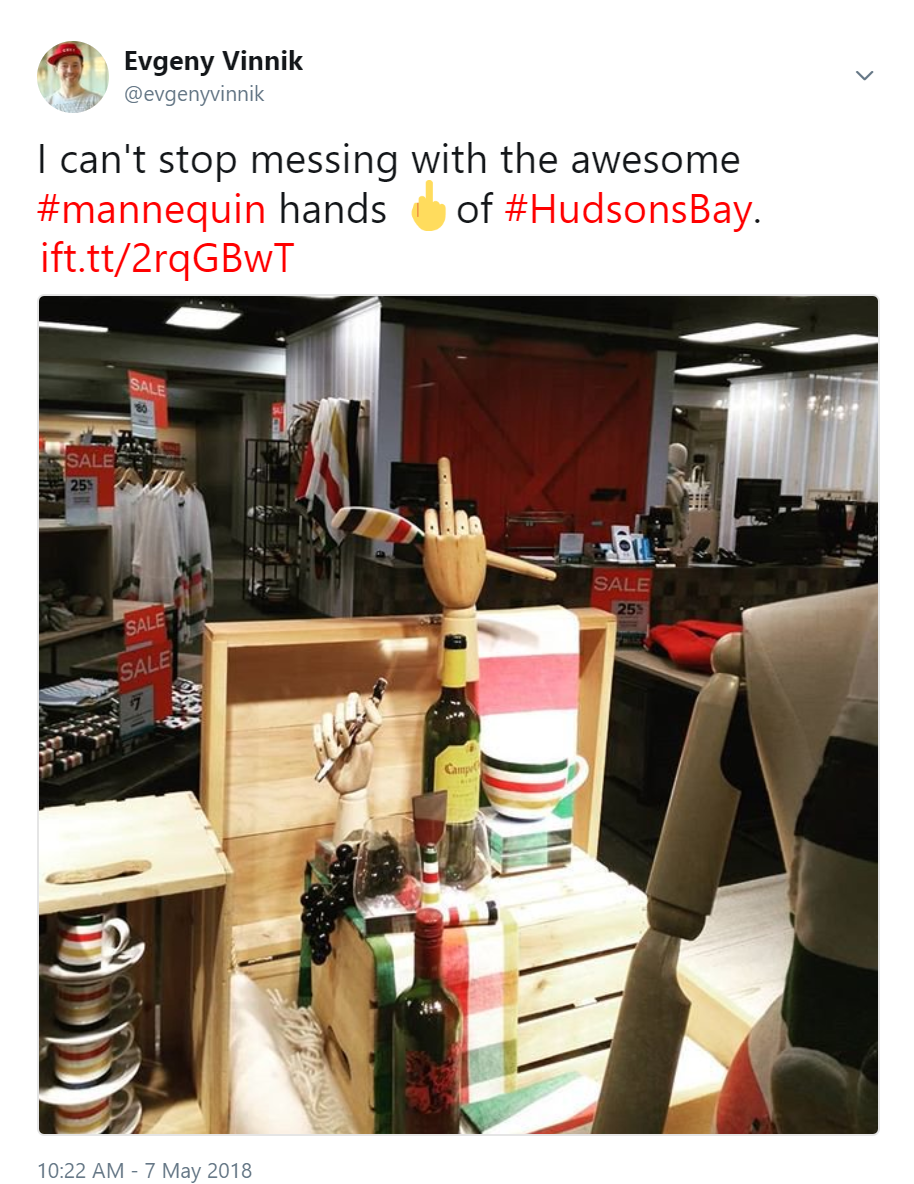 Evgeny Vinnik
@evgenyvinnik
I can't stop messing with the awesome
#mannequin hands 🖕 of #HudsonsBay.
ift.tt/2rqGBwT
SALE
SALE
25%
SALE
25%
SALE
SALE
$7
10:22 AM - 7 May 2018